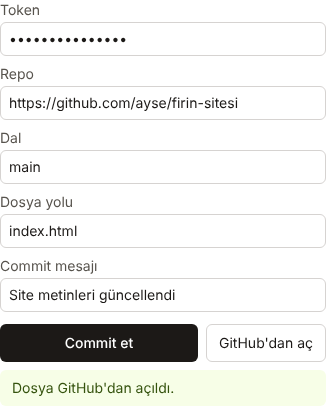 Token
•••••••••••••••
Repo
https://github.com/ayse/firin-sitesi
Dal
main
Dosya yolu
index.html
Commit mesajı
Site metinleri güncellendi
Commit et
GitHub'dan aç
Dosya GitHub'dan açıldı.